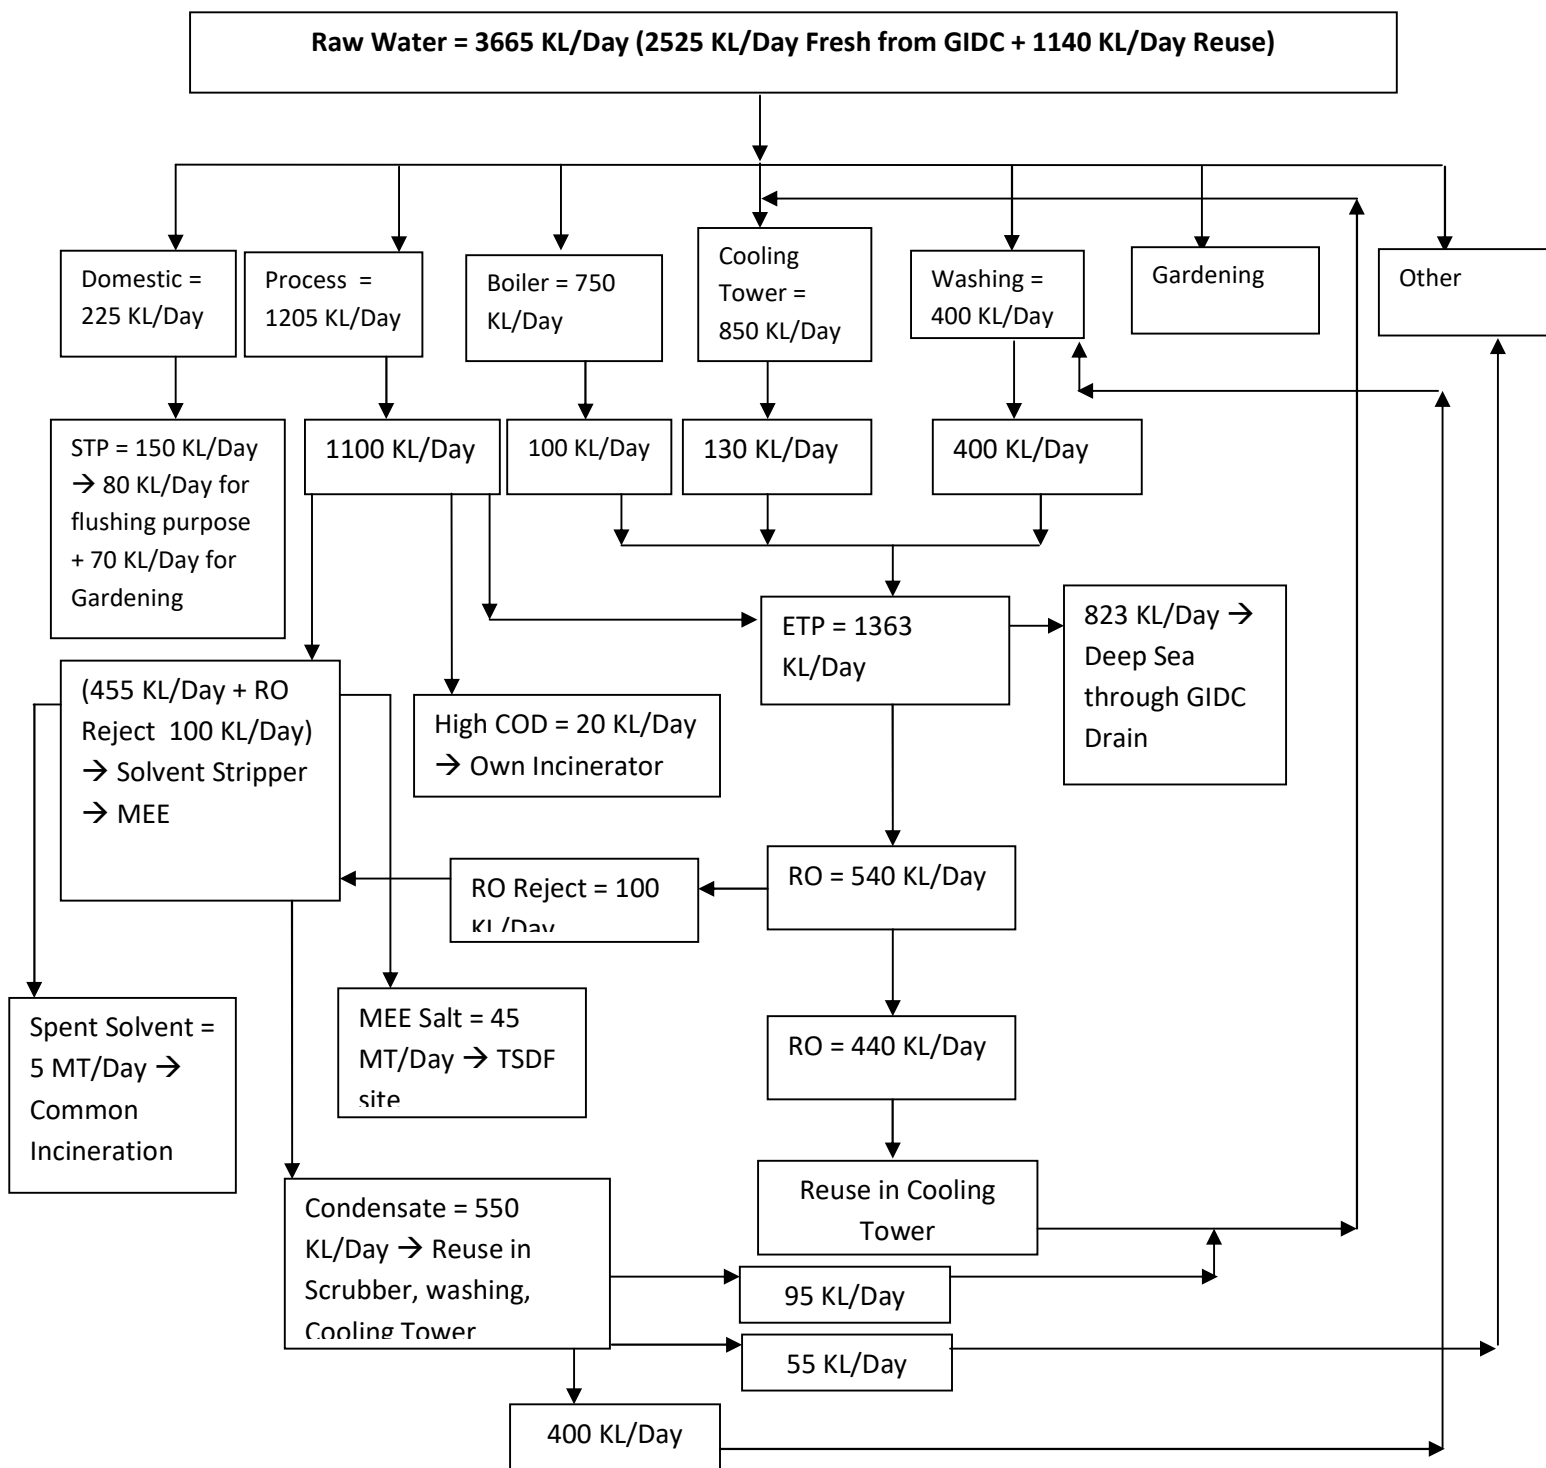 Raw Water = 3665 KL/Day (2525 KL/Day Fresh from GIDC + 1140 KL/Day Reuse)
Domestic =
225 KL/Day
Process =
1205 KL/Day
Boiler = 750
KL/Day
Cooling
Tower =
850 KL/Day
Washing =
400 KL/Day
Gardening
Other
STP = 150 KL/Day
→ 80 KL/Day for
flushing purpose
+ 70 KL/Day for
Gardening
1100 KL/Day
100 KL/Day
130 KL/Day
400 KL/Day
ETP = 1363
KL/Day
823 KL/Day →
Deep Sea
through GIDC
Drain
(455 KL/Day + RO
Reject 100 KL/Day)
→ Solvent Stripper
→ MEE
High COD = 20 KL/Day
→ Own Incinerator
RO Reject = 100
KL/Day
RO = 540 KL/Day
Spent Solvent =
5 MT/Day →
Common
Incineration
MEE Salt = 45
MT/Day → TSDF
site
RO = 440 KL/Day
Reuse in Cooling
Tower
Condensate = 550
KL/Day → Reuse in
Scrubber, washing,
Cooling Tower
95 KL/Day
55 KL/Day
400 KL/Day